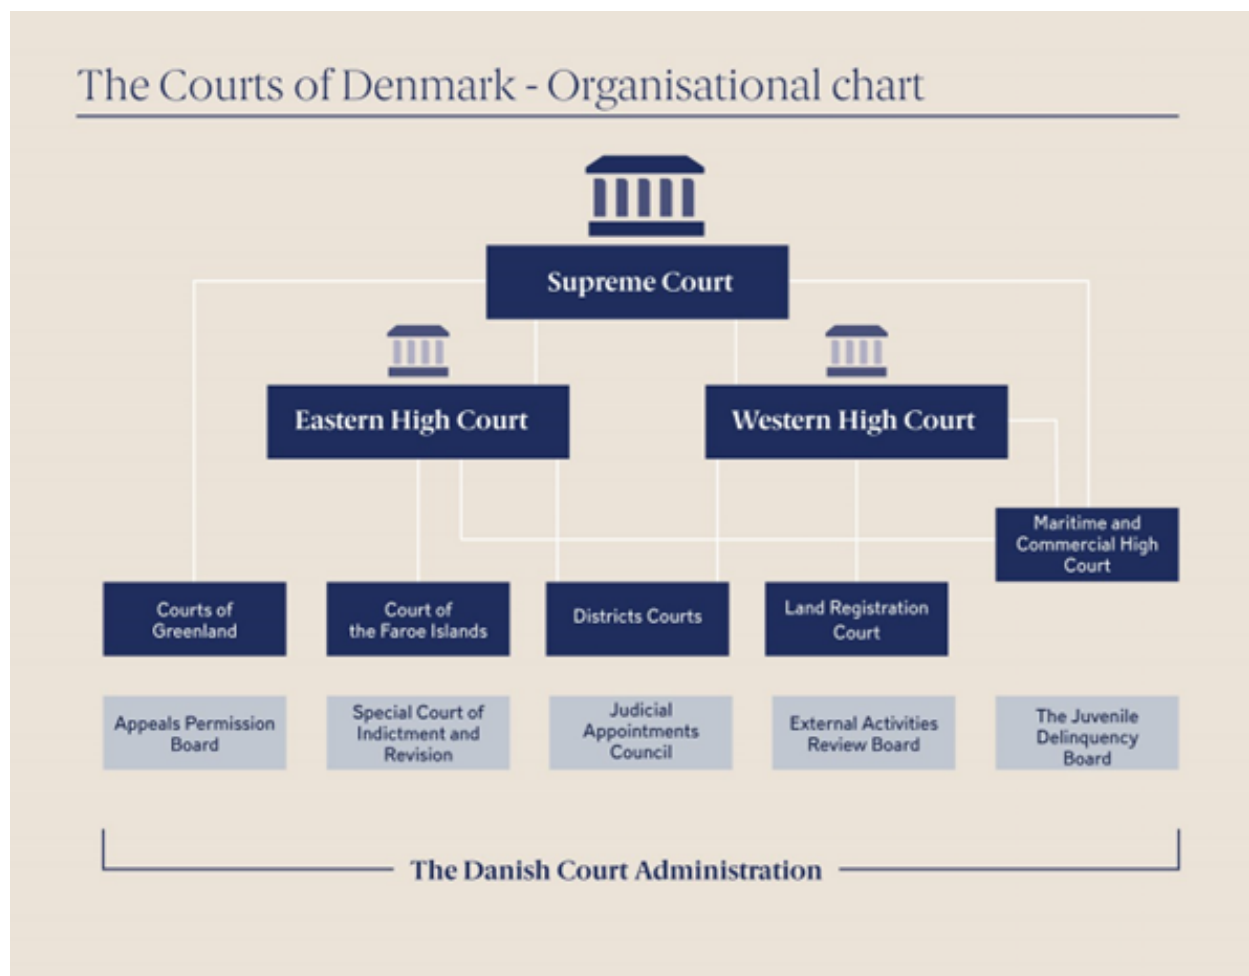 The Courts of Denmark - Organisational chart
Supreme Court
Eastern High Court
Western High Court
Maritime and
Commercial High
Court
Courts of
Greenland
Court of
the Faroe Islands
Districts Courts
Land Registration
Court
Appeals Permission
Board
Special Court of
Indictment and
Revision
Judicial
Appointments
Council
External Activities
Review Board
The Juvenile
Delinquency
Board
The Danish Court Administration